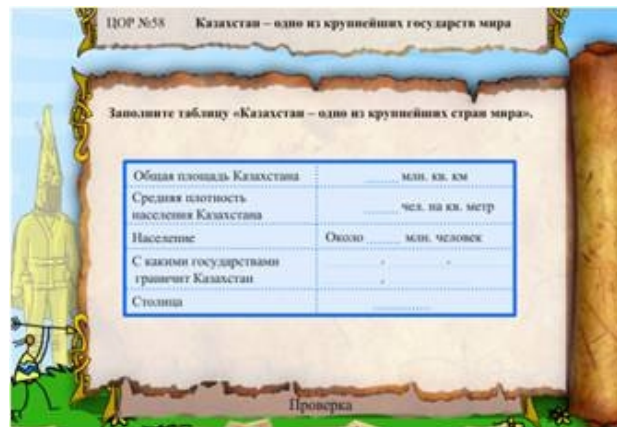 ЦОР №58 Казахстан – одно из крупнейших государств мира
Заполните таблицу «Казахстан – одно из крупнейших стран мира».
Общая площадь Казахстана ...... млн. кв. км
Средняя плотность
населения Казахстана ...... чел. на кв. метр
Население Около ...... млн. человек
С какими государствами , ,
граничит Казахстан ,
Столица ............
Проверка